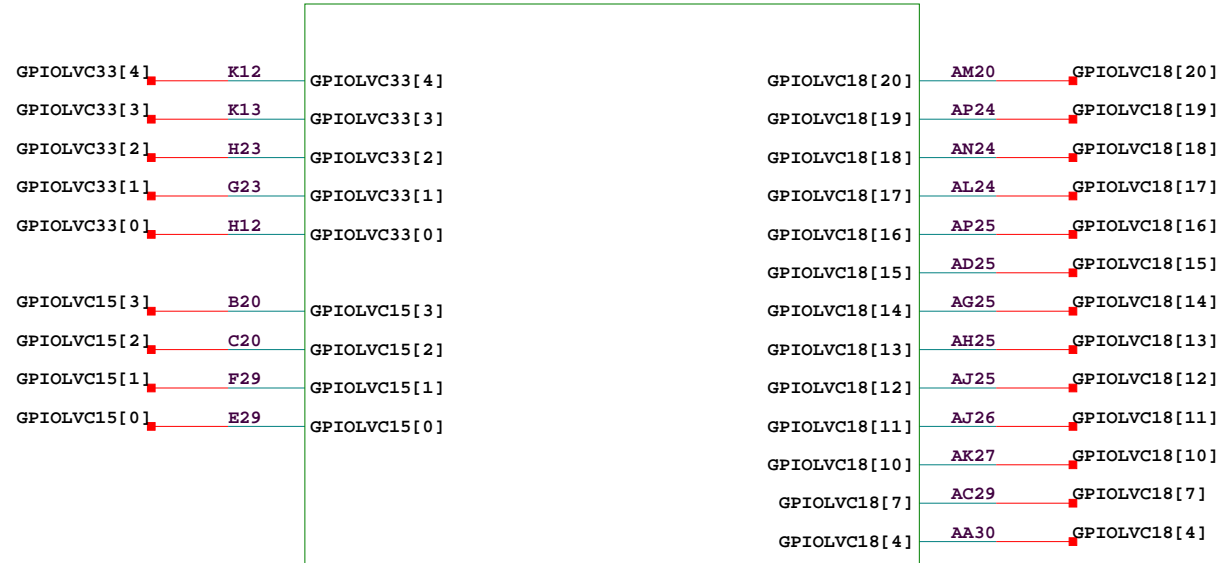 GPIOLVC33[4] K12 GPIOLVC33[4] GPIOLVC18[20] AM20 GPIOLVC18[20]
GPIOLVC33[3] K13 GPIOLVC33[3] GPIOLVC18[19] AP24 GPIOLVC18[19]
GPIOLVC33[2] H23 GPIOLVC33[2] GPIOLVC18[18] AN24 GPIOLVC18[18]
GPIOLVC33[1] G23 GPIOLVC33[1] GPIOLVC18[17] AL24 GPIOLVC18[17]
GPIOLVC33[0] H12 GPIOLVC33[0] GPIOLVC18[16] AP25 GPIOLVC18[16]
GPIOLVC18[15] AD25 GPIOLVC18[15]
GPIOLVC15[3] B20 GPIOLVC15[3] GPIOLVC18[14] AG25 GPIOLVC18[14]
GPIOLVC15[2] C20 GPIOLVC15[2] GPIOLVC18[13] AH25 GPIOLVC18[13]
GPIOLVC15[1] F29 GPIOLVC15[1] GPIOLVC18[12] AJ25 GPIOLVC18[12]
GPIOLVC15[0] E29 GPIOLVC15[0] GPIOLVC18[11] AJ26 GPIOLVC18[11]
GPIOLVC18[10] AK27 GPIOLVC18[10]
GPIOLVC18[7] AC29 GPIOLVC18[7]
GPIOLVC18[4] AA30 GPIOLVC18[4]